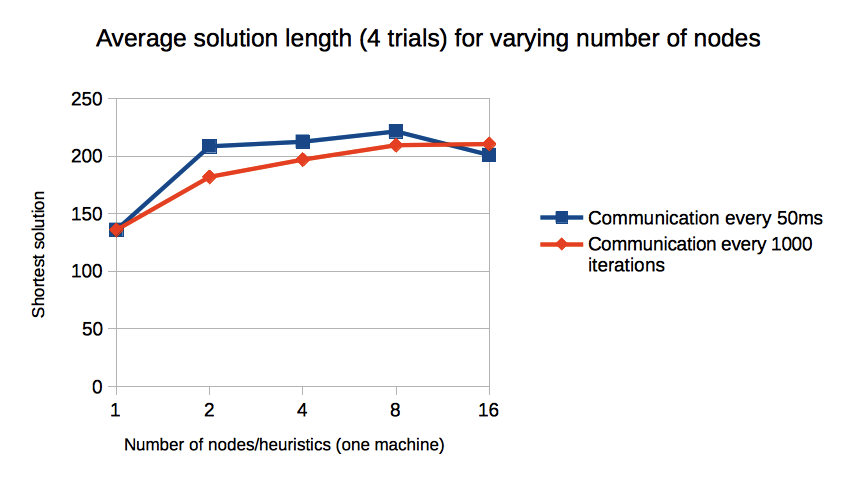 Average solution length (4 trials) for varying number of nodes
250
200
150
100
50
0
Shortest solution
1 2 4 8 16
Number of nodes/heuristics (one machine)
Communication every 50ms
Communication every 1000
iterations